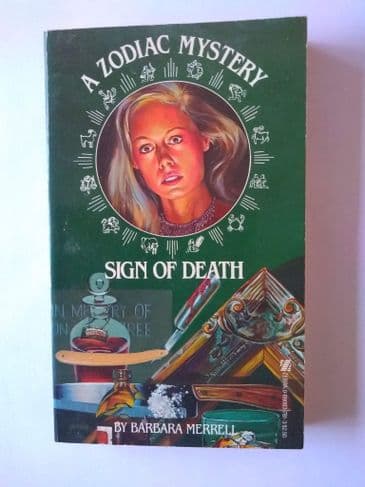 A ZODIAC MYSTERY
SIGN OF DEATH
IN MEMORY OF
BY BARBARA MERRELL